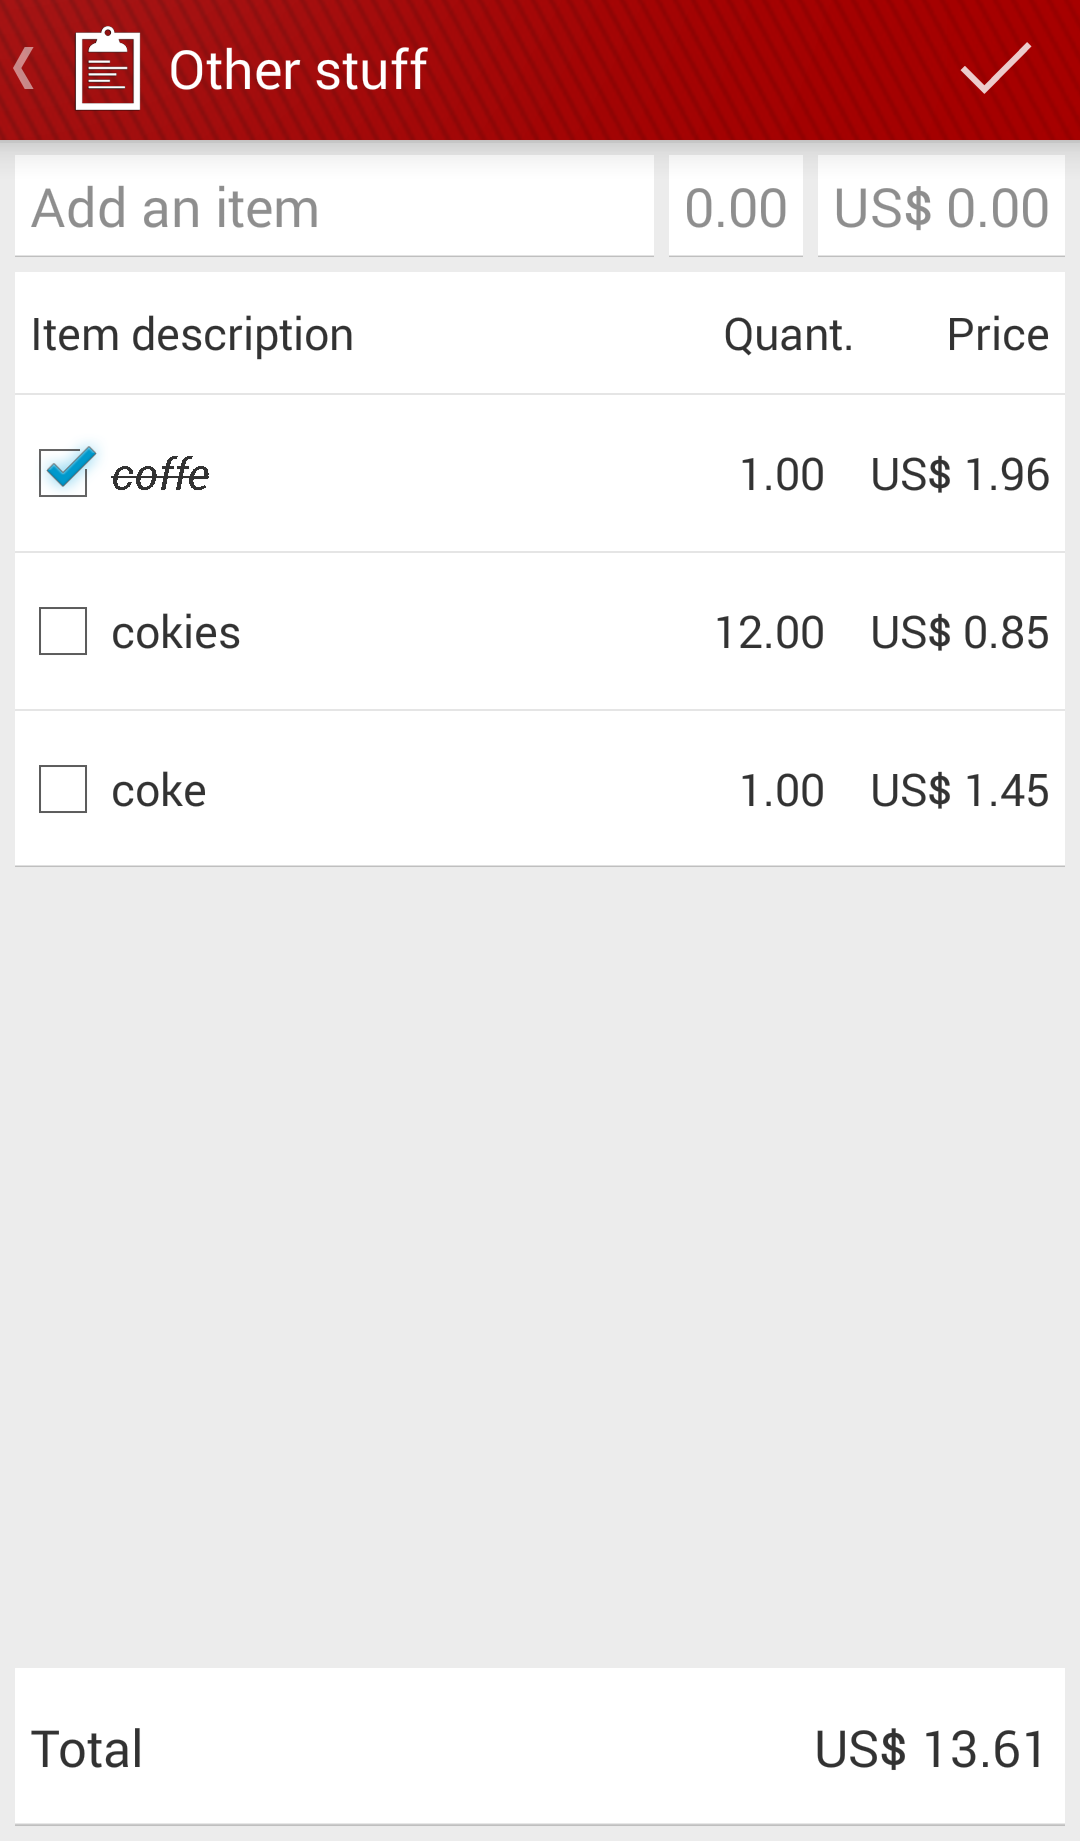 Other stuff
Add an item 0.00 US$ 0.00
Item description Quant. Price
coffe 1.00 US$ 1.96
cokies 12.00 US$ 0.85
coke 1.00 US$ 1.45
Total US$ 13.61